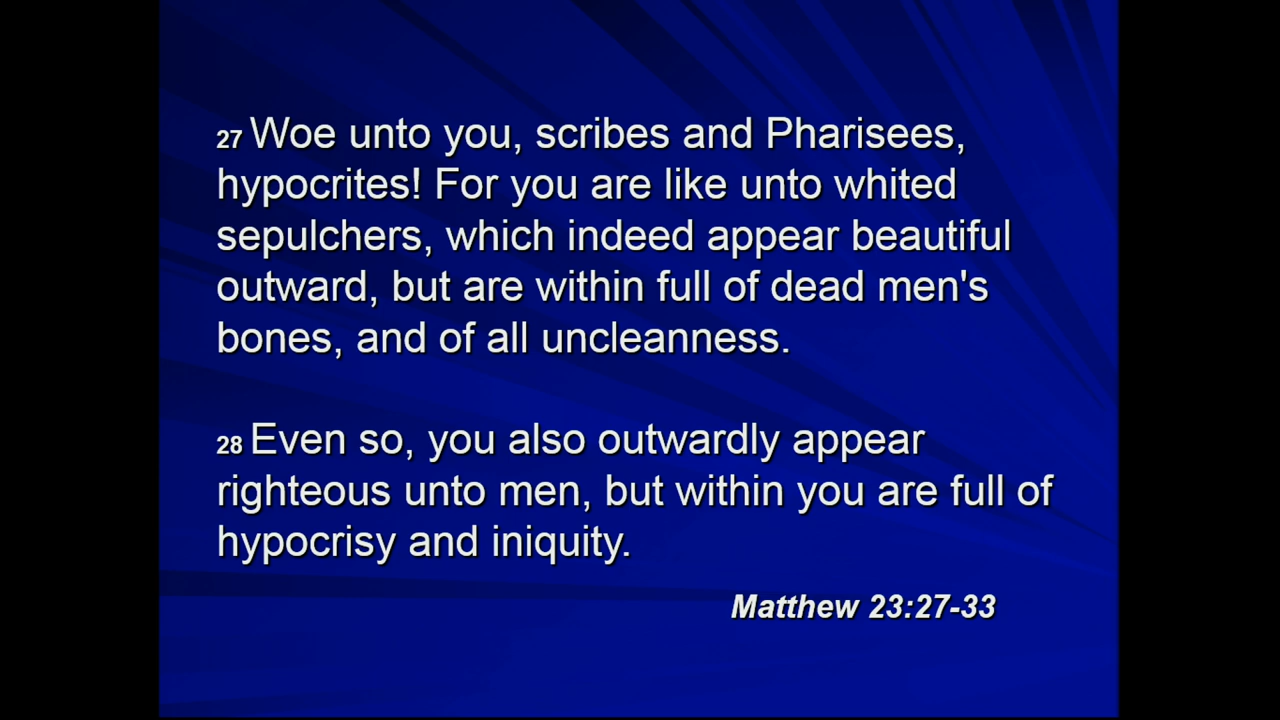 27 Woe unto you, scribes and Pharisees,
hypocrites! For you are like unto whited
sepulchers, which indeed appear beautiful
outward, but are within full of dead men's
bones, and of all uncleanness.
28 Even so, you also outwardly appear
righteous unto men, but within you are full of
hypocrisy and iniquity.
Matthew 23:27-33